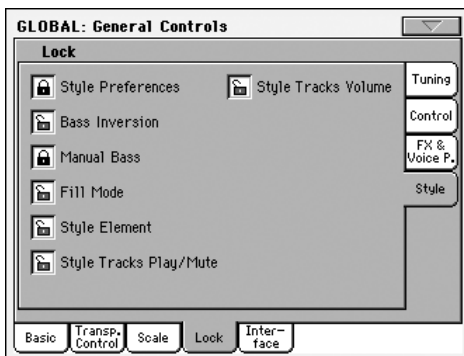 GLOBAL: General Controls
Lock
Style Preferences
Style Tracks Volume
Bass Inversion
Manual Bass
Fill Mode
Style Element
Style Tracks Play/Mute
Tuning
Control
FX &
Voice P.
Style
Basic
Transp.
Control
Scale
Lock
Inter-
face